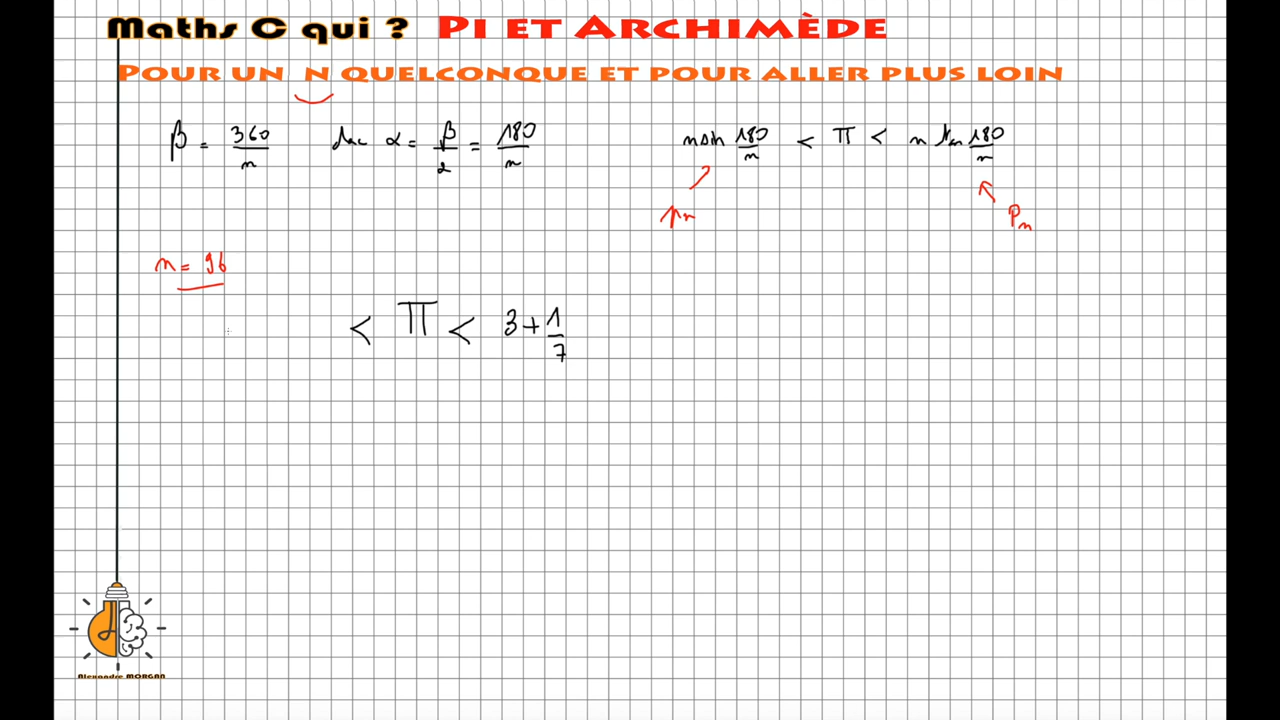 Maths C qui ? PI ET ARCHIMÈDE
POUR UN N QUELCONQUE ET POUR ALLER PLUS LOIN
β = 360/n donc α = β/2 = 180/n n sin 180/n < π < n tan 180/n
pn Pn
n = 96
< π < 3 + 1/7
Alexandre MORGAN